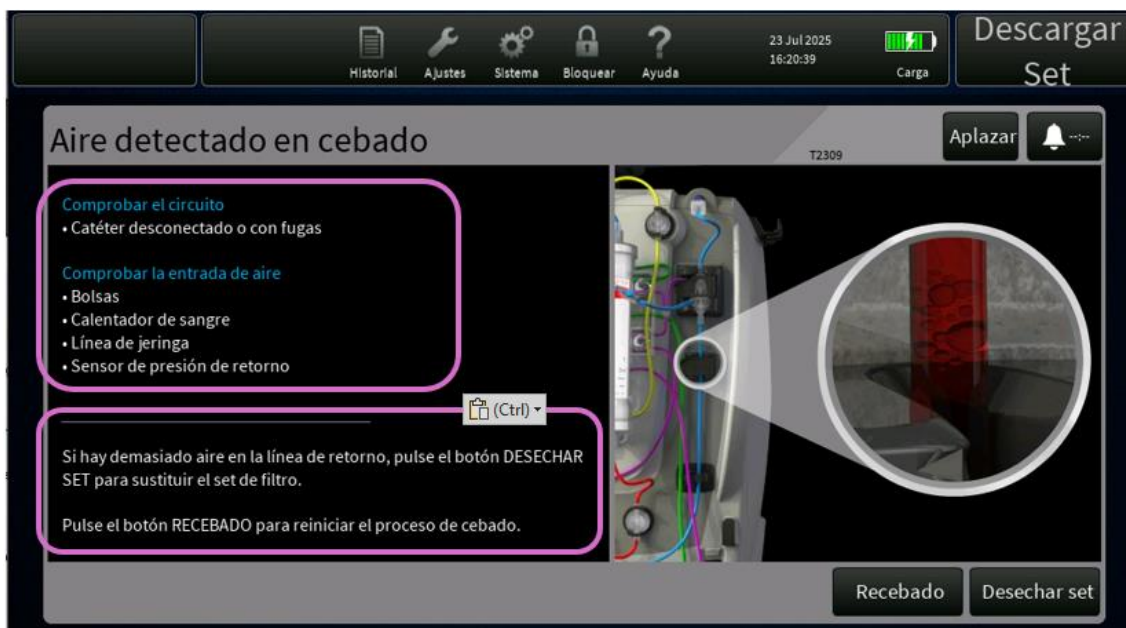 Historial
Ajustes
Sistema
Bloquear
Ayuda
23 Jul 2025
16:20:39
Carga
Descargar
Set
Aire detectado en cebado
T2309
Aplazar
--:--
Comprobar el circuito
• Catéter desconectado o con fugas
Comprobar la entrada de aire
• Bolsas
• Calentador de sangre
• Línea de jeringa
• Sensor de presión de retorno
(Ctrl)
Si hay demasiado aire en la línea de retorno, pulse el botón DESECHAR
SET para sustituir el set de filtro.
Pulse el botón RECEBADO para reiniciar el proceso de cebado.
Recebado
Desechar set